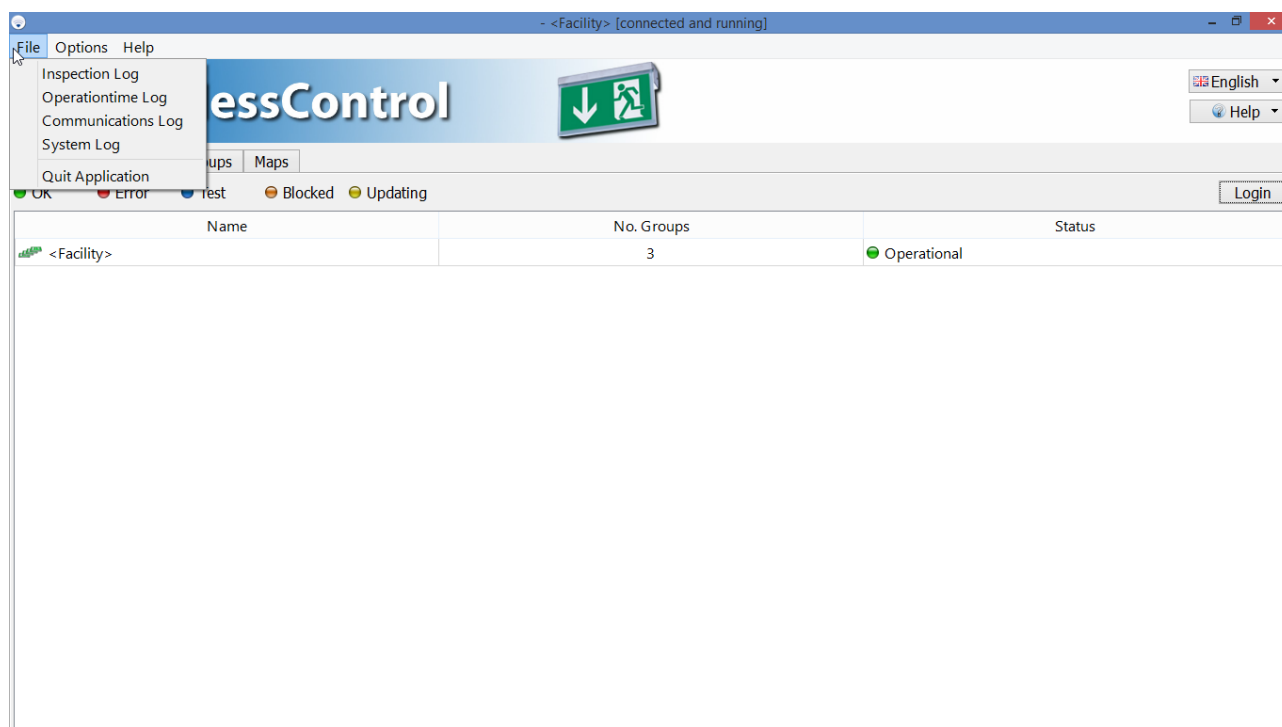 - <Facility> [connected and running]
File Options Help
Inspection Log
Operationtime Log
Communications Log
System Log
Quit Application
essControl
English
Help
ups Maps
OK Error Test Blocked Updating
Login
Name No. Groups Status
<Facility> 3 Operational